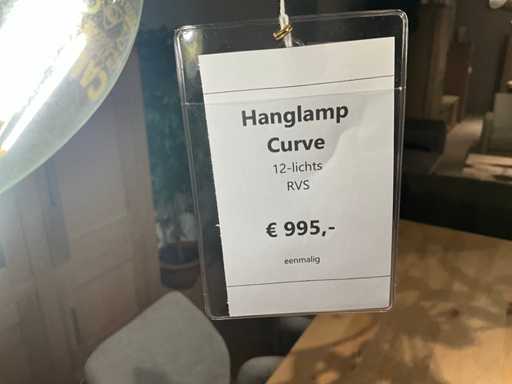 Hanglamp
Curve
12-lichts
RVS
€ 995,-
eenmalig